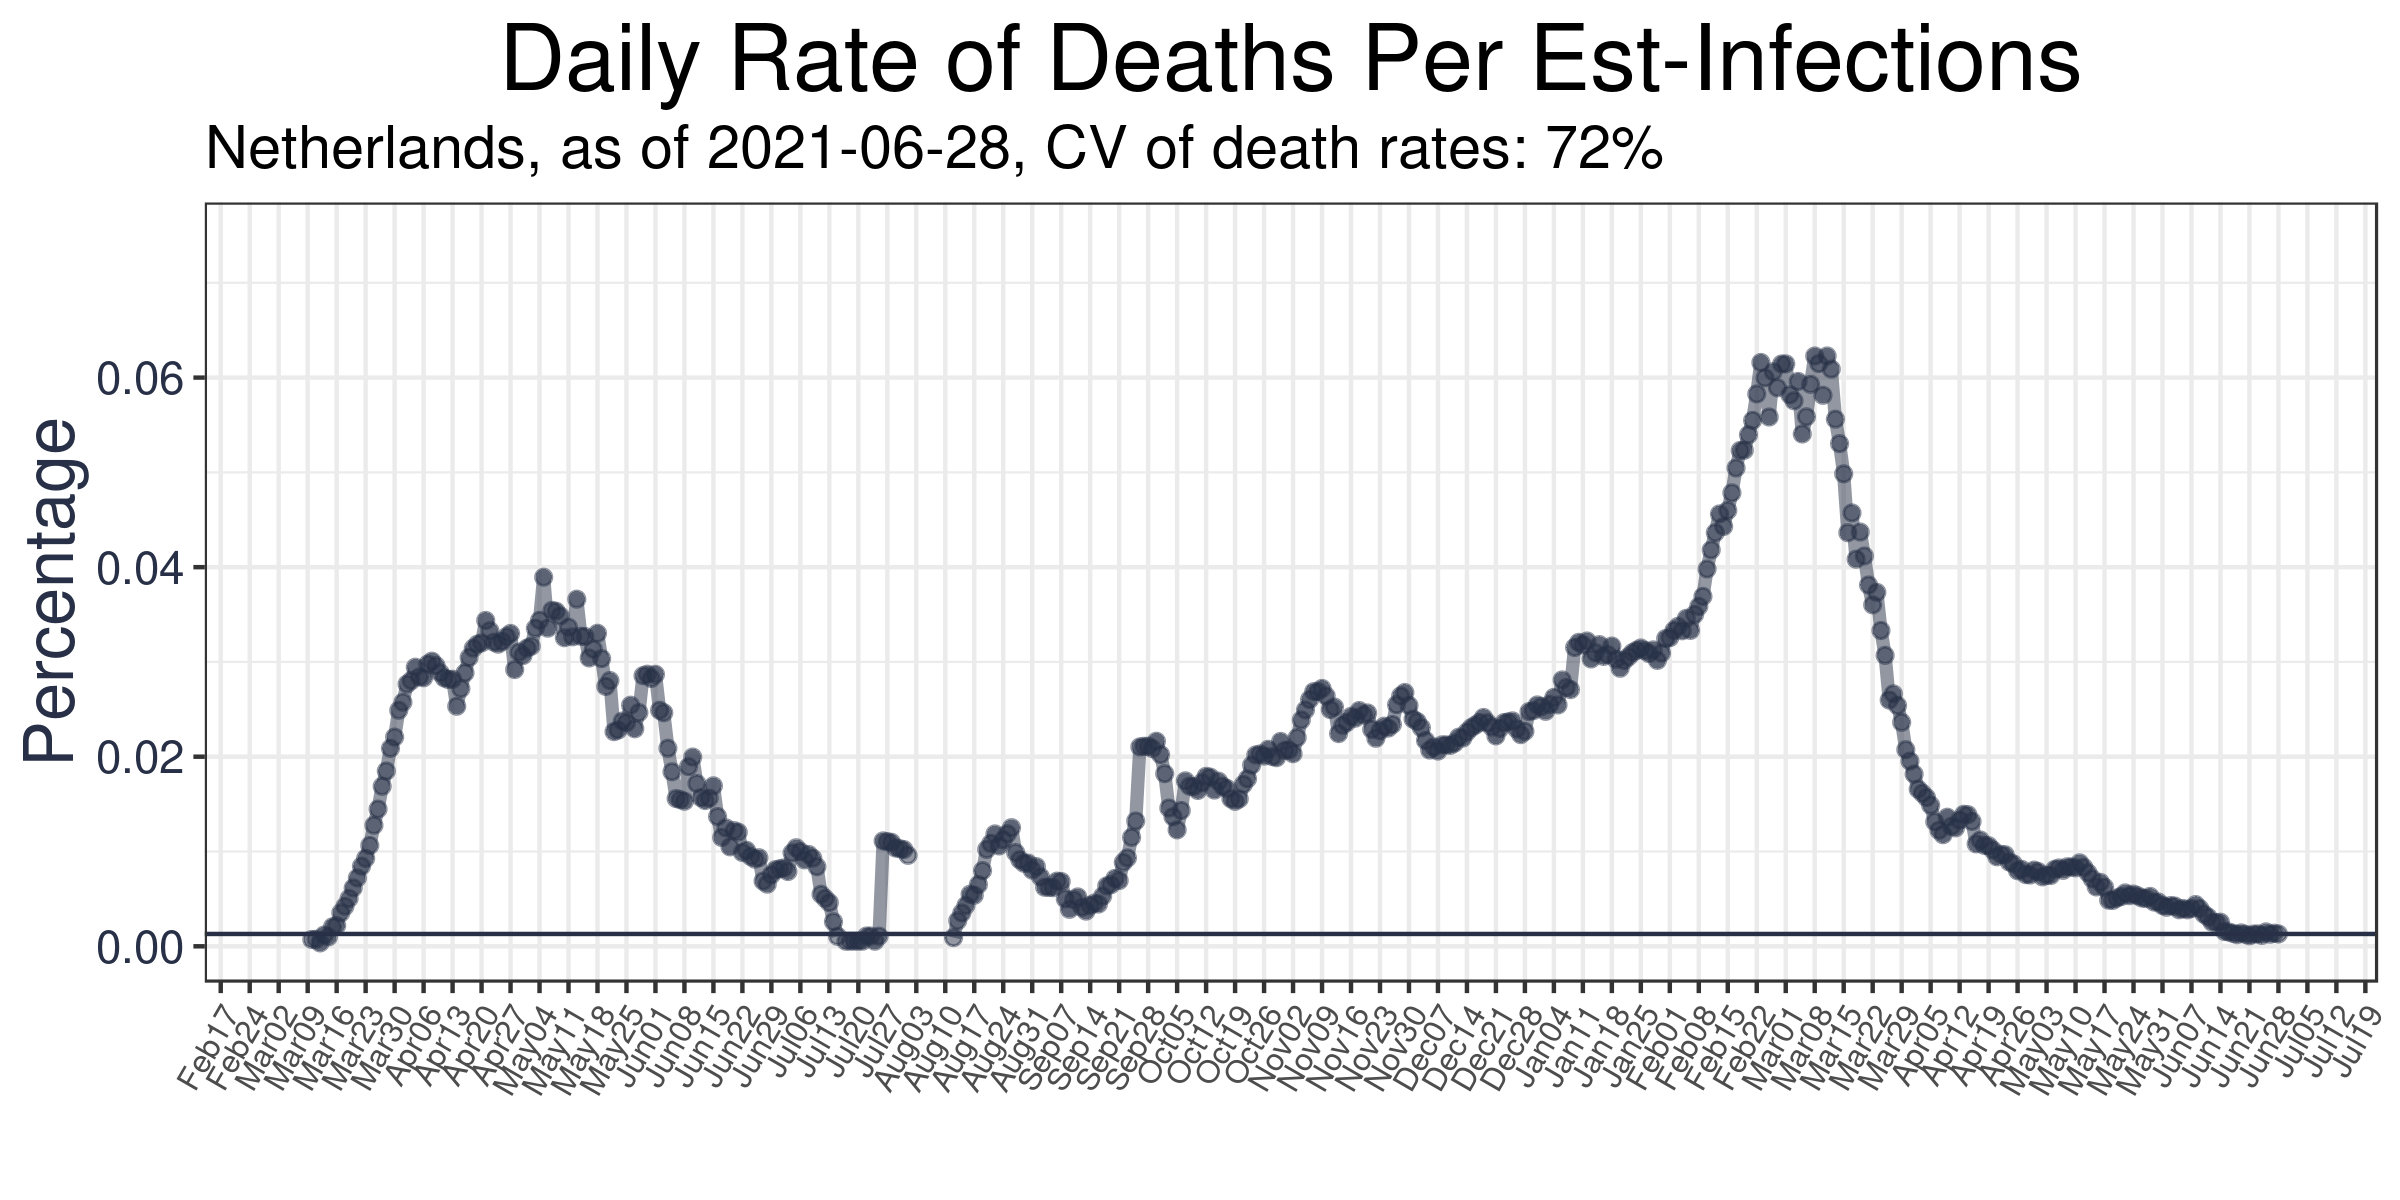 Daily Rate of Deaths Per Est-Infections
Netherlands, as of 2021-06-28, CV of death rates: 72%
Percentage
0.06
0.04
0.02
0.00
Feb17
Feb24
Mar02
Mar09
Mar16
Mar23
Mar30
Apr06
Apr13
Apr20
Apr27
May04
May11
May18
May25
Jun01
Jun08
Jun15
Jun22
Jun29
Jul06
Jul13
Jul20
Jul27
Aug03
Aug10
Aug17
Aug24
Aug31
Sep07
Sep14
Sep21
Sep28
Oct05
Oct12
Oct19
Oct26
Nov02
Nov09
Nov16
Nov23
Nov30
Dec07
Dec14
Dec21
Dec28
Jan04
Jan11
Jan18
Jan25
Feb01
Feb08
Feb15
Feb22
Mar01
Mar08
Mar15
Mar22
Mar29
Apr05
Apr12
Apr19
Apr26
May03
May10
May17
May24
May31
Jun07
Jun14
Jun21
Jun28
Jul05
Jul12
Jul19